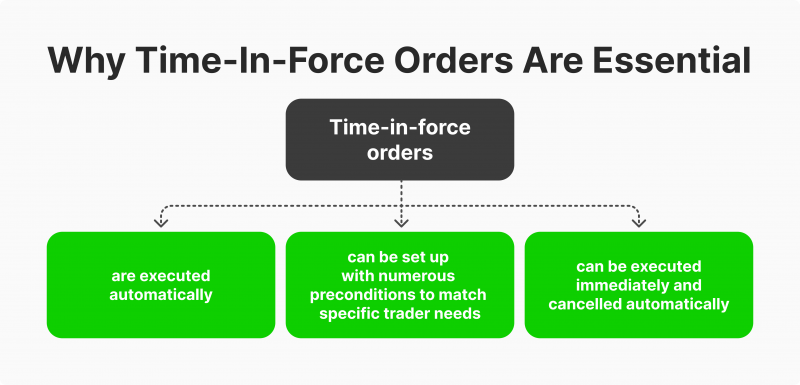 Why Time-In-Force Orders Are Essential
Time-in-force
orders
are executed
automatically
can be set up
with numerous
preconditions to match
specific trader needs
can be executed
immediately and
cancelled automatically